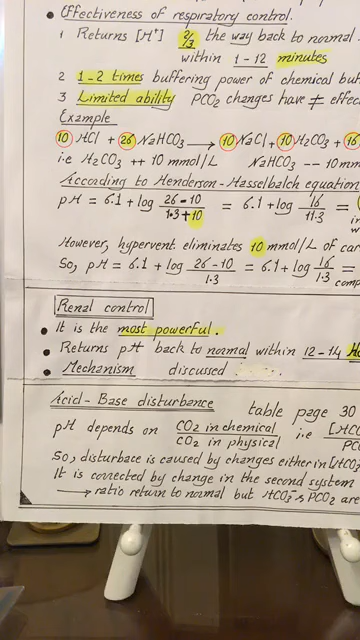 • Effectiveness of respiratory control.
1 Returns [H⁺] 2/3 the way back to normal
within 1 - 12 minutes
2 1-2 times buffering power of chemical buf
3 Limited ability PCO2 changes have ≠ effec
Example
10 HCl + 26 NaHCO3 → 10 NaCl + 10 H2CO3 + 16
i.e H2CO3 ++ 10 mmol/L NaHCO3 -- 10 mm
According to Henderson-Hasselbalch equation
pH = 6.1 + log 26 - 10 / 1.3 + 10 = 6.1 + log 16 / 11.3 =
However, hypervent eliminates 10 mmol/L of car
So, pH = 6.1 + log 26 - 10 / 1.3 = 6.1 + log 16 / 1.3 =
comp
Renal control
• It is the most powerful.
• Returns pH back to normal within 12-14 Ho
• Mechanism discussed
Acid - Base disturbance table page 30
pH depends on CO2 in chemical / CO2 in physical i.e [HCO / PC
So, disturbace is caused by changes either in [HCO3
It is corrected by change in the second system
→ ratio return to normal but HCO3⁻ & PCO2 are